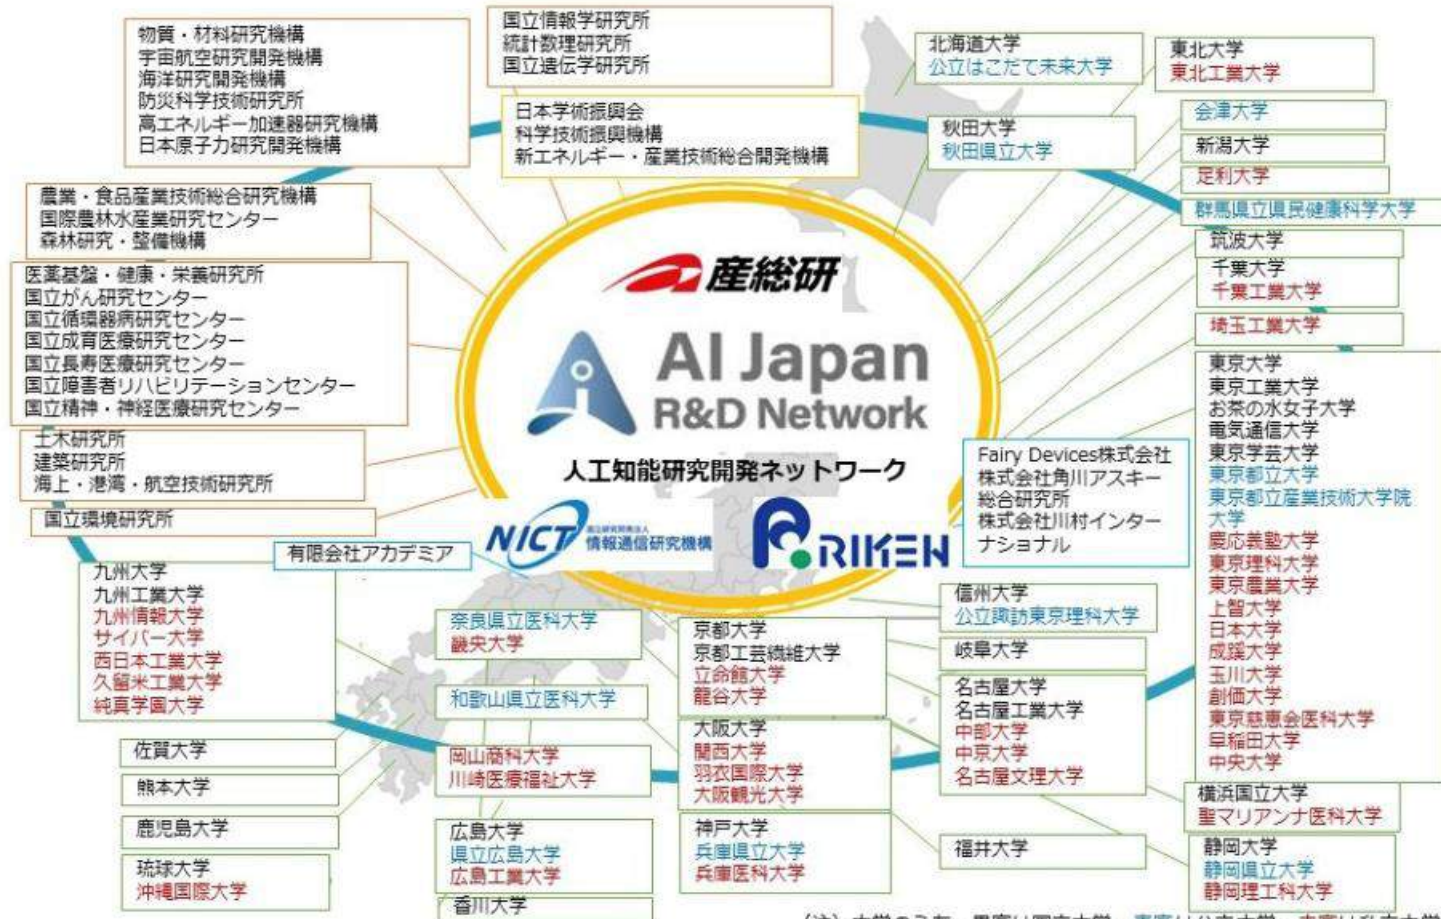 物質・材料研究機構
宇宙航空研究開発機構
海洋研究開発機構
防災科学技術研究所
高エネルギー加速器研究機構
日本原子力研究開発機構
国立情報学研究所
統計数理研究所
国立遺伝学研究所
日本学術振興会
科学技術振興機構
新エネルギー・産業技術総合開発機構
北海道大学
公立はこだて未来大学
秋田大学
秋田県立大学
東北大学
東北工業大学
会津大学
新潟大学
足利大学
群馬県立県民健康科学大学
筑波大学
千葉大学
千葉工業大学
埼玉工業大学
農業・食品産業技術総合研究機構
国際農林水産業研究センター
森林研究・整備機構
医薬基盤・健康・栄養研究所
国立がん研究センター
国立循環器病研究センター
国立成育医療研究センター
国立長寿医療研究センター
国立障害者リハビリテーションセンター
国立精神・神経医療研究センター
土木研究所
建築研究所
海上・港湾・航空技術研究所
国立環境研究所
産総研
AI Japan
R&D Network
人工知能研究開発ネットワーク
NICT
国立研究開発法人
情報通信研究機構
RIKEN
Fairy Devices株式会社
株式会社角川アスキー
総合研究所
株式会社川村インター
ナショナル
東京大学
東京工業大学
お茶の水女子大学
電気通信大学
東京学芸大学
東京都立大学
東京都立産業技術大学院
大学
慶応義塾大学
東京理科大学
東京農業大学
上智大学
日本大学
成蹊大学
玉川大学
創価大学
東京慈恵会医科大学
早稲田大学
中央大学
有限会社アカデミア
九州大学
九州工業大学
九州情報大学
サイバー大学
西日本工業大学
久留米工業大学
純真学園大学
佐賀大学
熊本大学
鹿児島大学
琉球大学
沖縄国際大学
奈良県立医科大学
畿央大学
和歌山県立医科大学
岡山商科大学
川崎医療福祉大学
広島大学
県立広島大学
広島工業大学
香川大学
京都大学
京都工芸繊維大学
立命館大学
龍谷大学
大阪大学
関西大学
羽衣国際大学
大阪観光大学
神戸大学
兵庫県立大学
兵庫医科大学
信州大学
公立諏訪東京理科大学
岐阜大学
名古屋大学
名古屋工業大学
中部大学
中京大学
名古屋文理大学
福井大学
横浜国立大学
聖マリアンナ医科大学
静岡大学
静岡県立大学
静岡理工科大学